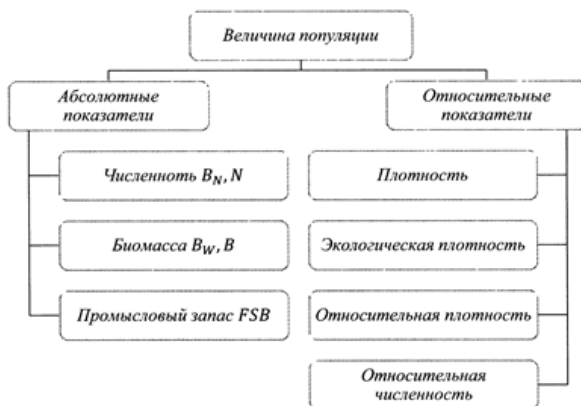 Величина популяции
Абсолютные
показатели
Относительные
показатели
Численноть B_N, N
Плотность
Биомасса B_W, B
Экологическая плотность
Промысловый запас FSB
Относительная плотность
Относительная
численность